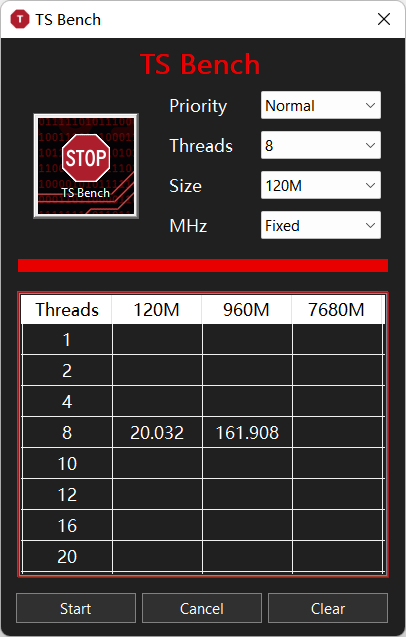 TS Bench
TS Bench
Priority Normal
STOP
TS Bench
Threads 8
Size 120M
MHz Fixed
Threads 120M 960M 7680M
1
2
4
8 20.032 161.908
10
12
16
20
Start Cancel Clear